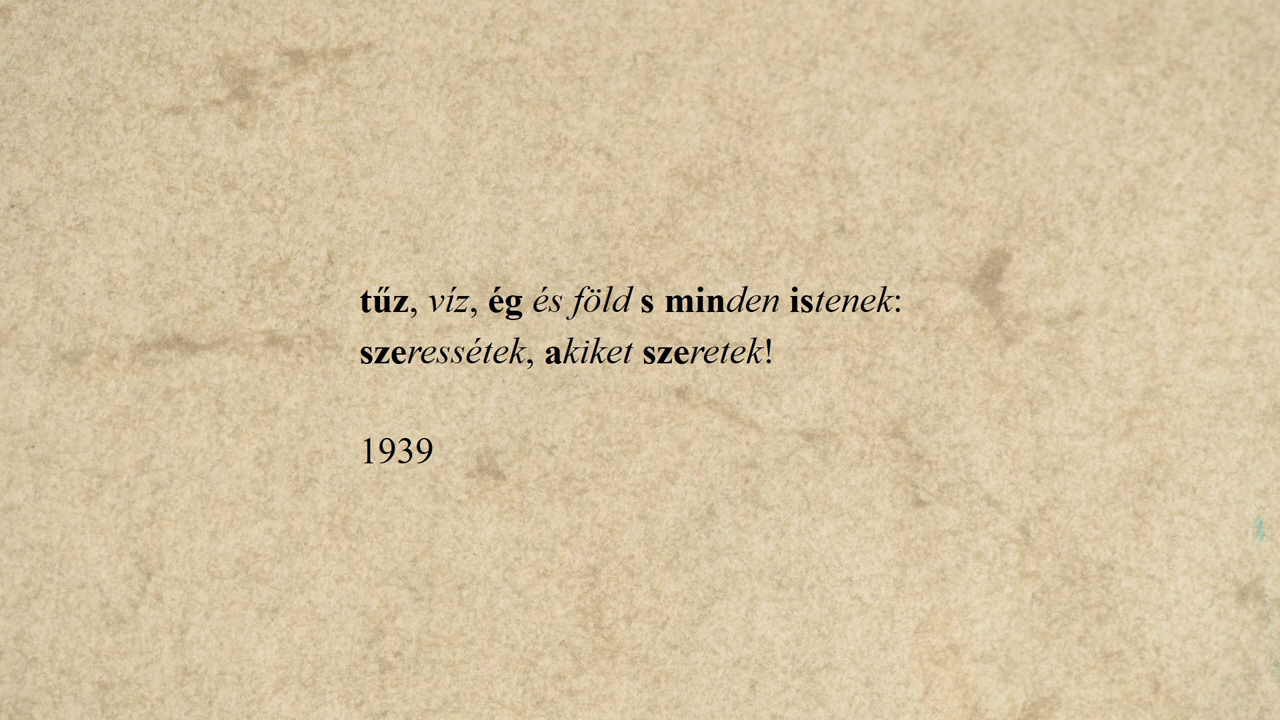 tűz, víz, ég és föld s minden istenek:
szeressétek, akiket szeretek!
1939